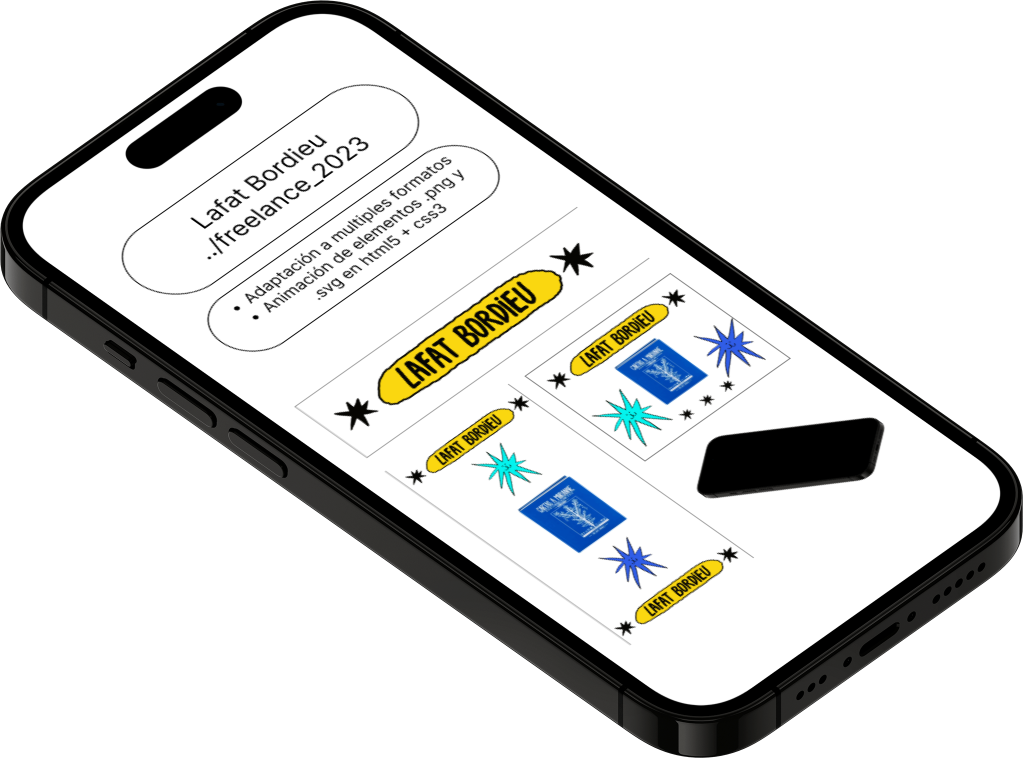 Lafat Bordieu
../freelance_2023
• Adaptación a multiples formatos
• Animación de elementos .png y
.svg en html5 + css3
LAFAT BORDiEU
LAFAT BORDiEU
LAFAT BORDiEU
LAFAT BORDiEU